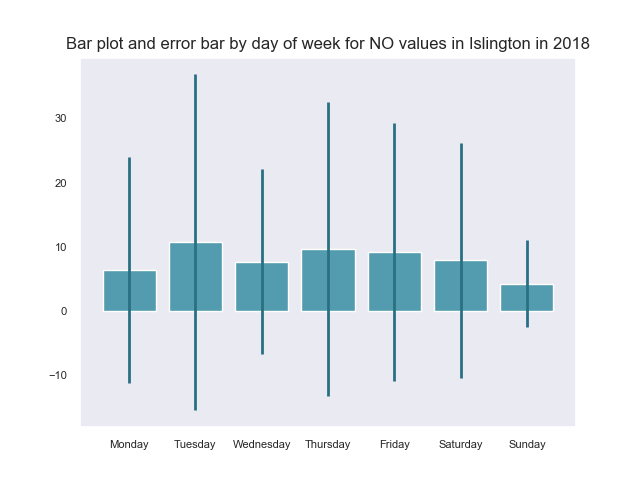 Bar plot and error bar by day of week for NO values in Islington in 2018
30
20
10
0
−10
Monday Tuesday Wednesday Thursday Friday Saturday Sunday